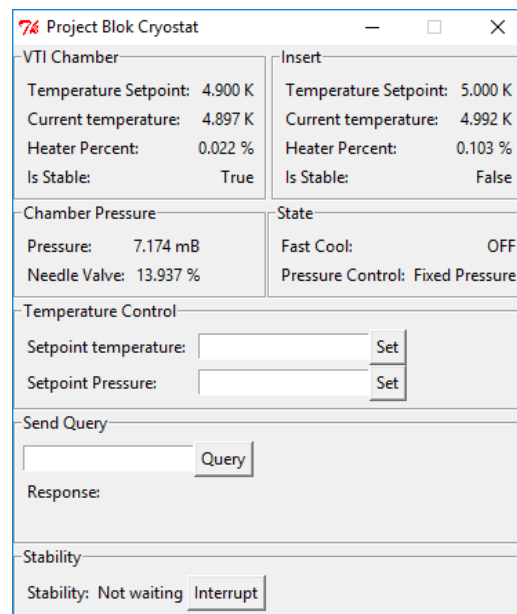 Project Blok Cryostat
VTI Chamber
Temperature Setpoint: 4.900 K
Current temperature: 4.897 K
Heater Percent: 0.022 %
Is Stable: True
Insert
Temperature Setpoint: 5.000 K
Current temperature: 4.992 K
Heater Percent: 0.103 %
Is Stable: False
Chamber Pressure
Pressure: 7.174 mB
Needle Valve: 13.937 %
State
Fast Cool: OFF
Pressure Control: Fixed Pressure
Temperature Control
Setpoint temperature: Set
Setpoint Pressure: Set
Send Query
Query
Response:
Stability
Stability: Not waiting Interrupt